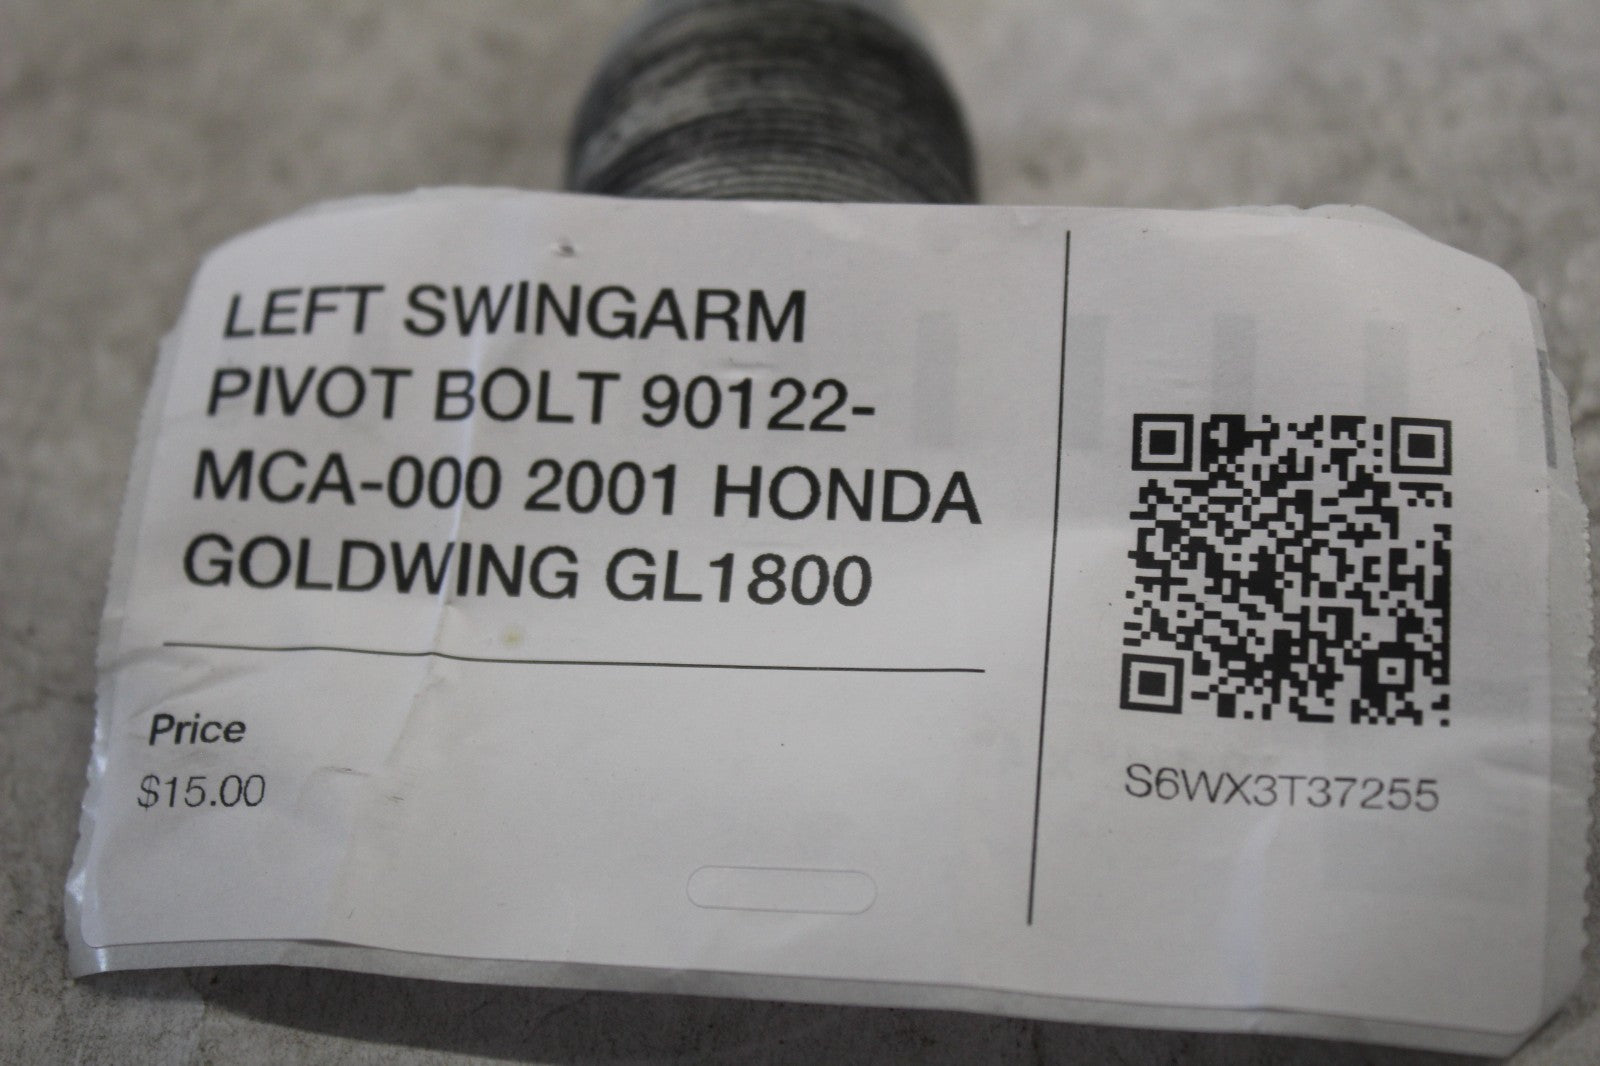 LEFT SWINGARM
PIVOT BOLT 90122-
MCA-000 2001 HONDA
GOLDWING GL1800
Price
$15.00
S6WX3T37255